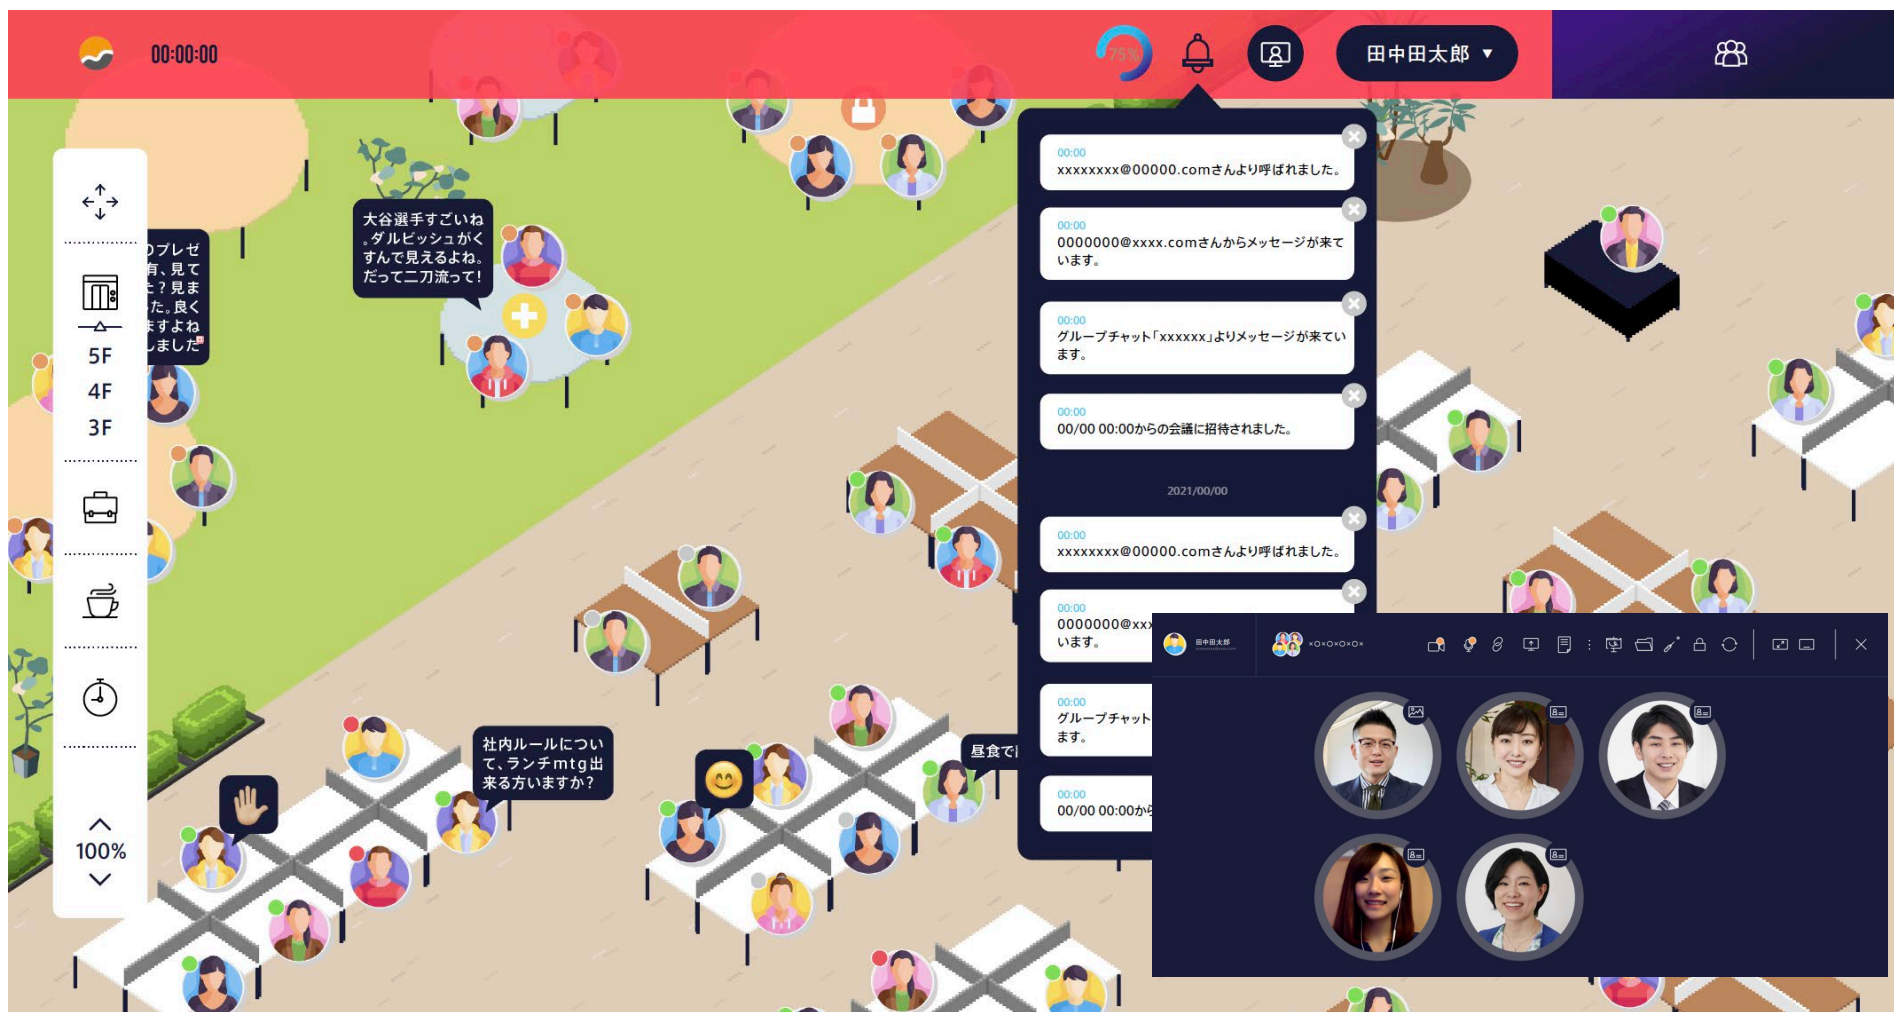 00:00:00
75%
田中田太郎 ▼
大谷選手すごいね
。ダルビッシュがく
すんで見えるよね。
だって二刀流って!
のプレゼ
有、見て
た?見ま
った。良く
ますよね
しました
5F
4F
3F
100%
社内ルールについ
て、ランチmtg出
来る方いますか?
昼食で
00:00
xxxxxxxx@00000.comさんより呼ばれました。
00:00
0000000@xxxx.comさんからメッセージが来て
います。
00:00
グループチャット「xxxxxx」よりメッセージが来てい
ます。
00:00
00/00 00:00からの会議に招待されました。
2021/00/00
00:00
xxxxxxxx@00000.comさんより呼ばれました。
00:00
0000000@xxx
います。
00:00
グループチャット
ます。
00:00
00/00 00:00から
田中田太郎
×○×○×○×○×